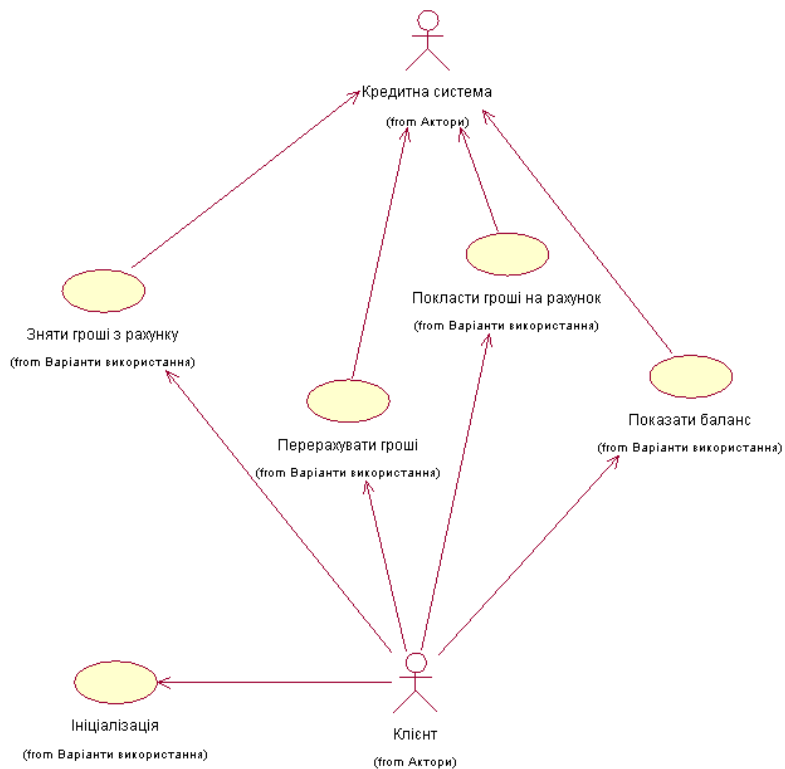 Кредитна система
(from Актори)
Покласти гроші на рахунок
(from Варіанти використання)
Зняти гроші з рахунку
(from Варіанти використання)
Показати баланс
(from Варіанти використання)
Перерахувати гроші
(from Варіанти використання)
Ініціалізація
(from Варіанти використання)
Клієнт
(from Актори)